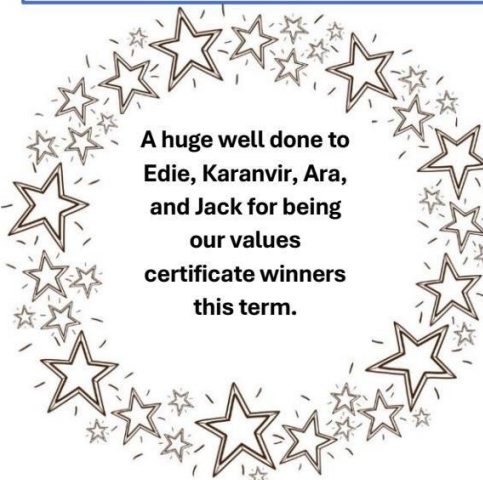 A huge well done to
Edie, Karanvir, Ara,
and Jack for being
our values
certificate winners
this term.